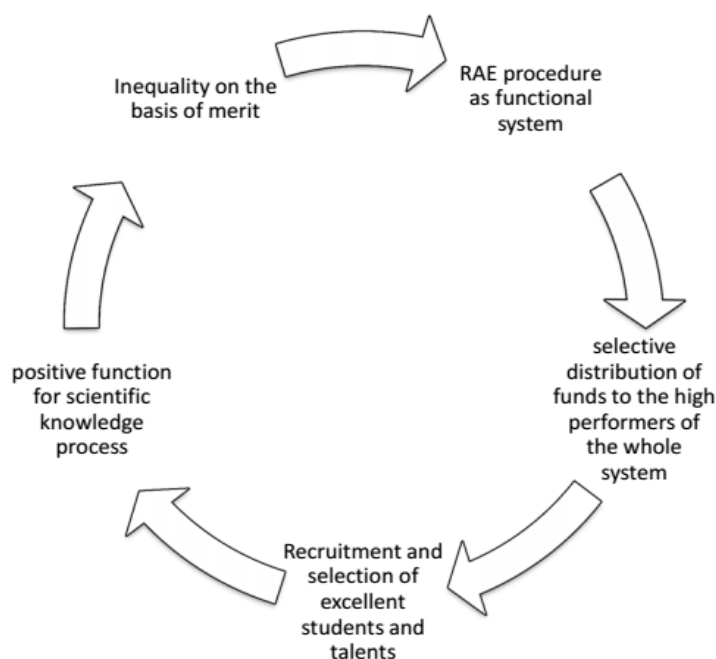 Inequality on the
basis of merit
RAE procedure
as functional
system
selective
distribution of
funds to the high
performers of
the whole
system
Recruitment and
selection of
excellent
students and
talents
positive function
for scientific
knowledge
process